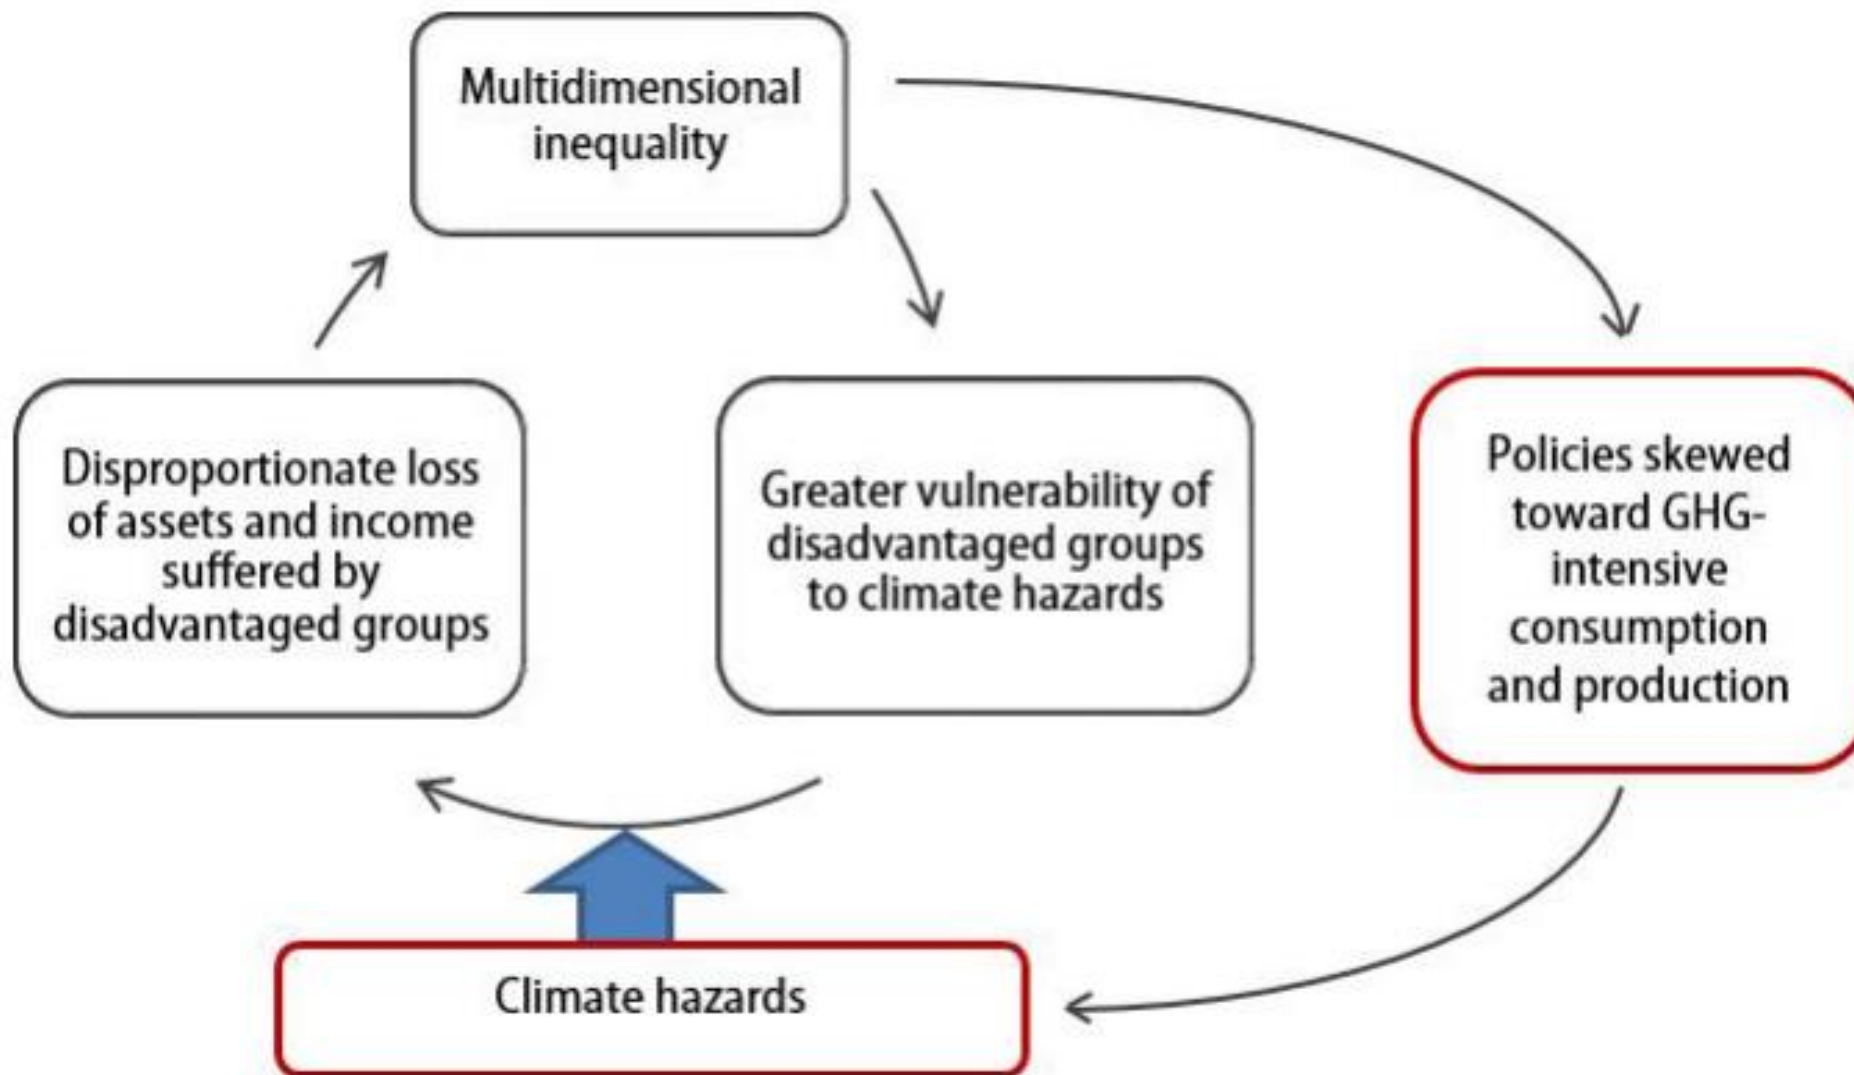 Multidimensional
inequality
Disproportionate loss
of assets and income
suffered by
disadvantaged groups
Greater vulnerability of
disadvantaged groups
to climate hazards
Policies skewed
toward GHG-
intensive
consumption
and production
Climate hazards